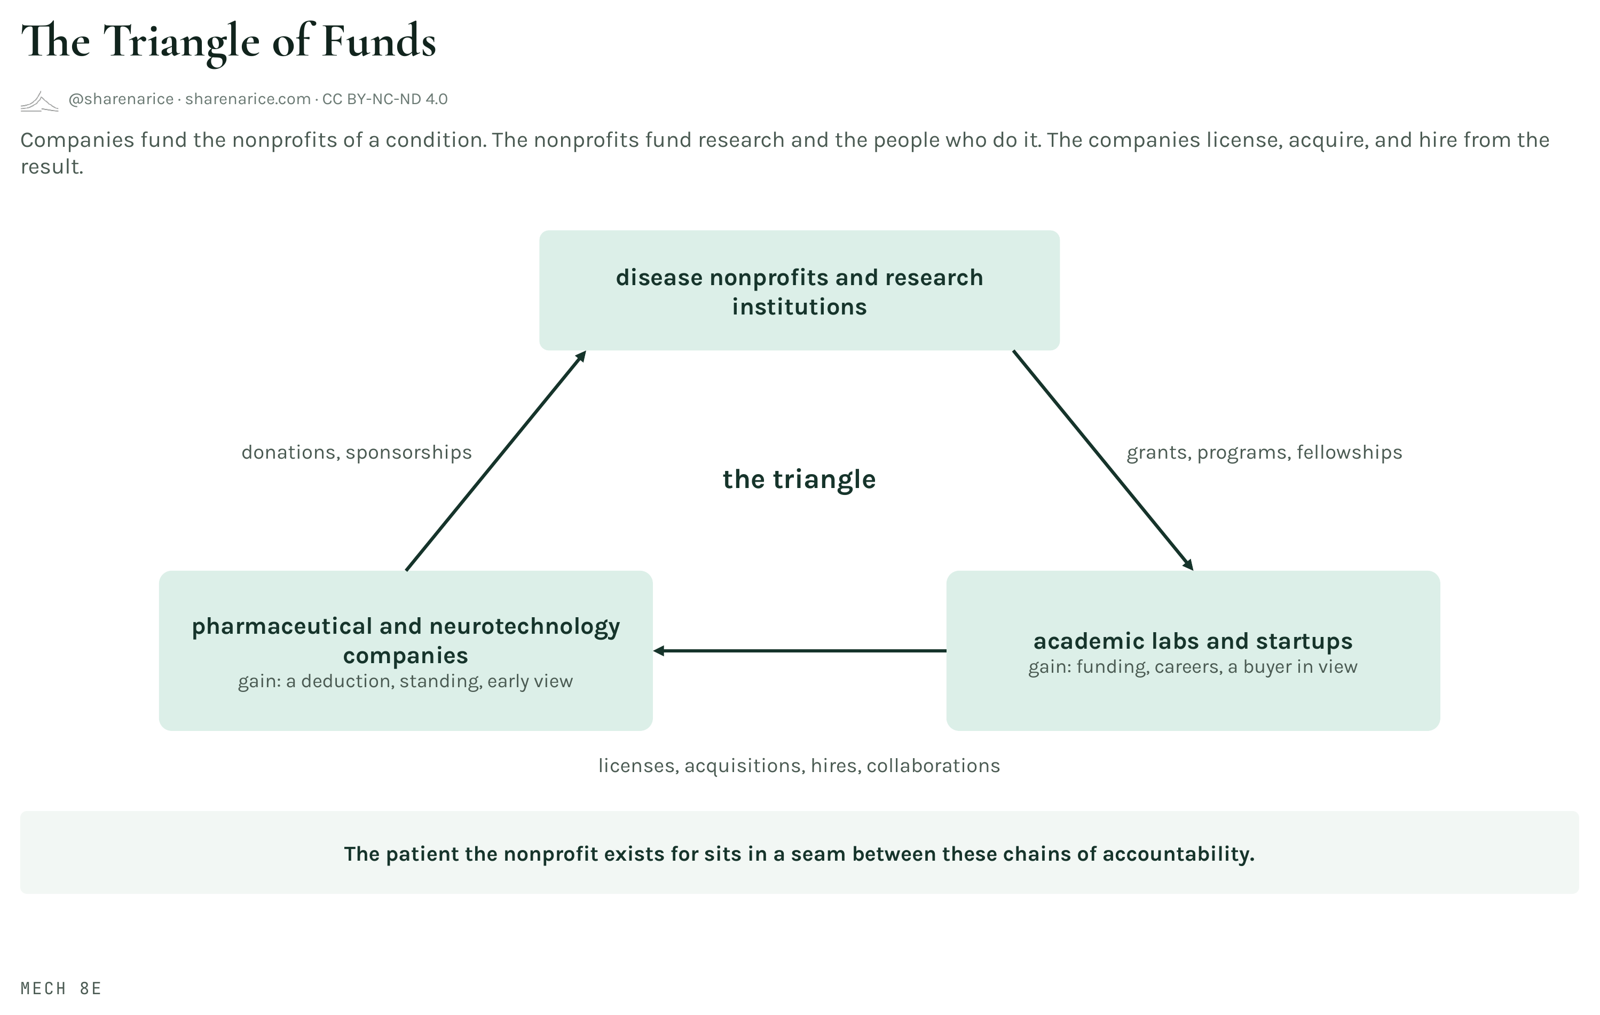 The Triangle of Funds
@sharenarice · sharenarice.com · CC BY-NC-ND 4.0
Companies fund the nonprofits of a condition. The nonprofits fund research and the people who do it. The companies license, acquire, and hire from the
result.
disease nonprofits and research
institutions
donations, sponsorships
grants, programs, fellowships
the triangle
pharmaceutical and neurotechnology
companies
gain: a deduction, standing, early view
academic labs and startups
gain: funding, careers, a buyer in view
licenses, acquisitions, hires, collaborations
The patient the nonprofit exists for sits in a seam between these chains of accountability.
MECH 8E